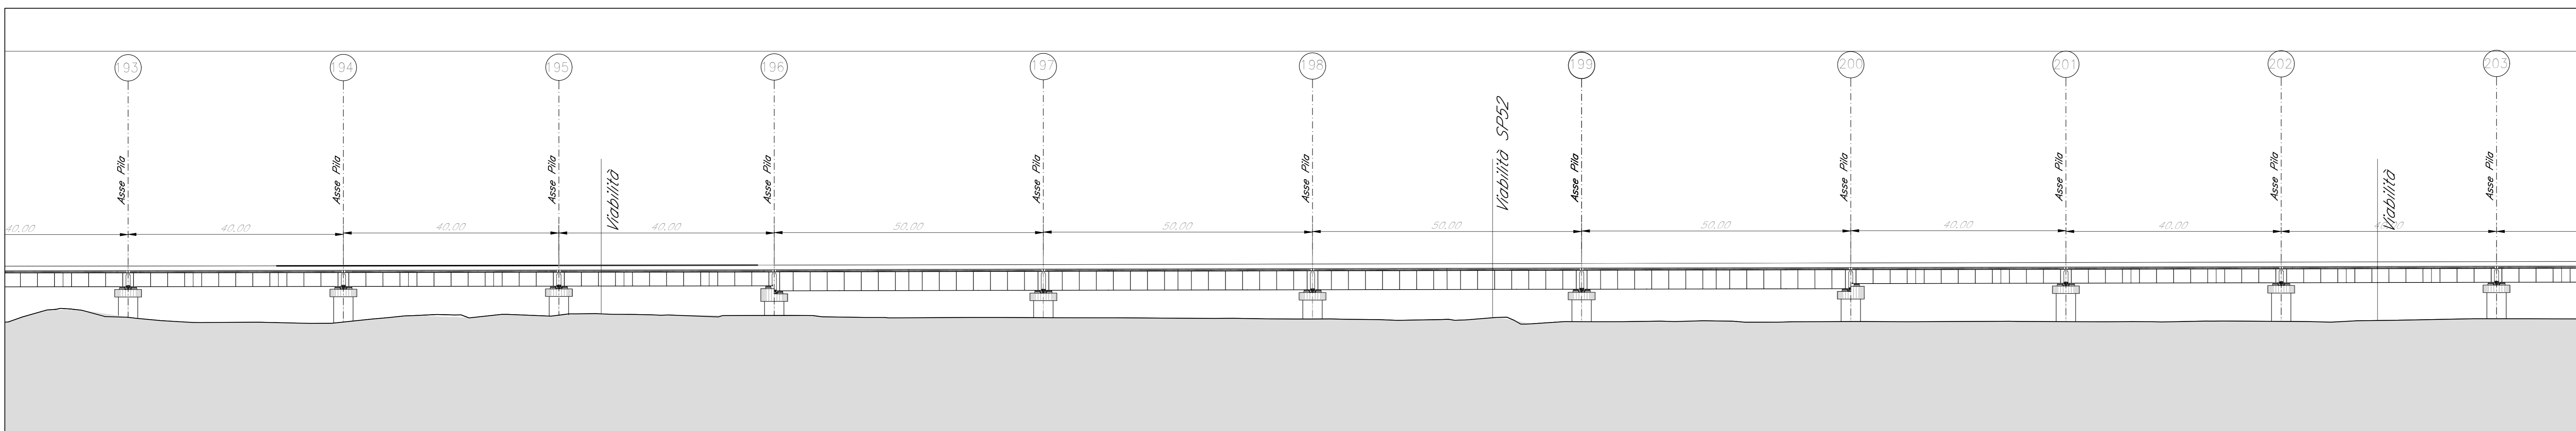 193
194
195
196
197
198
199
200
201
202
203
Asse Pila
Asse Pila
Asse Pila
Viabilità
Asse Pila
Asse Pila
Asse Pila
Viabilità SP52
Asse Pila
Asse Pila
Asse Pila
Asse Pila
Viabilità
Asse Pila
40,00
40,00
40,00
40,00
50,00
50,00
50,00
50,00
40,00
40,00
40,00